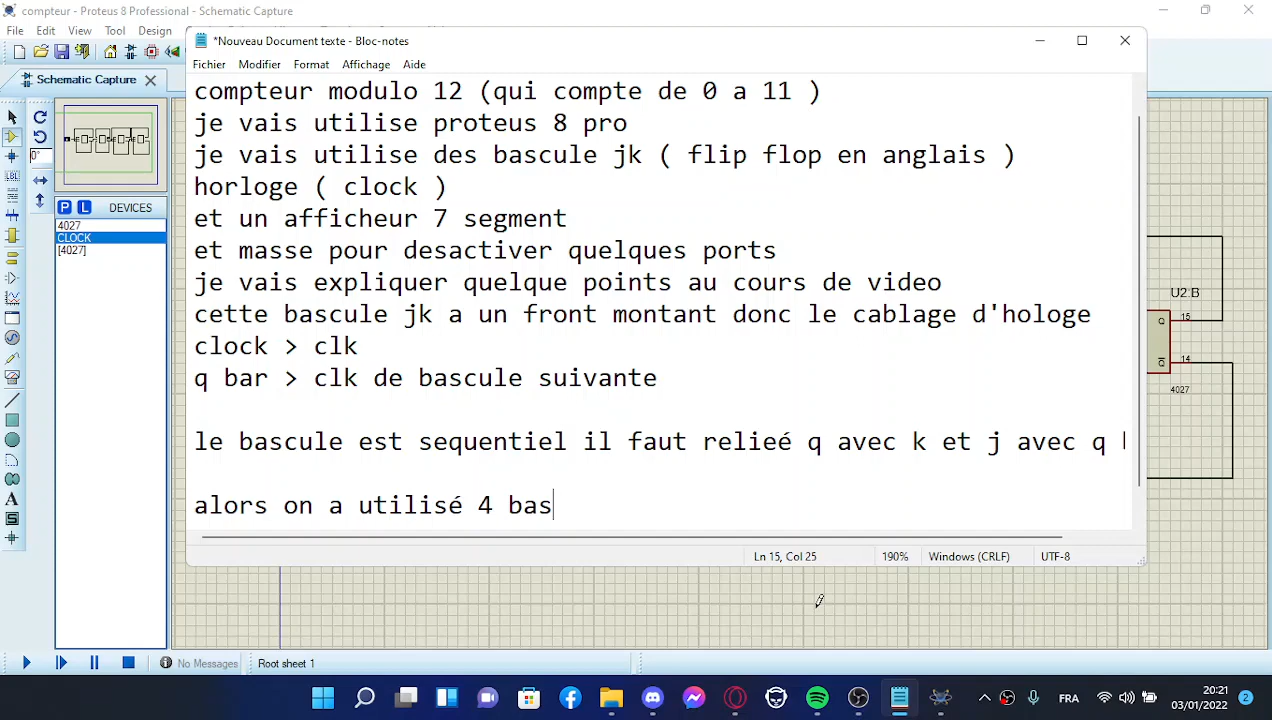 compteur - Proteus 8 Professional - Schematic Capture
File Edit View Tool Design
*Nouveau Document texte - Bloc-notes
Fichier Modifier Format Affichage Aide
Schematic Capture
compteur modulo 12 (qui compte de 0 a 11 )
je vais utilise proteus 8 pro
je vais utilise des bascule jk ( flip flop en anglais )
horloge ( clock )
et un afficheur 7 segment
et masse pour desactiver quelques ports
je vais expliquer quelque points au cours de video
cette bascule jk a un front montant donc le cablage d'hologe
clock > clk
q bar > clk de bascule suivante
le bascule est sequentiel il faut relieé q avec k et j avec q
alors on a utilisé 4 bas
0°
LBL
P L DEVICES
4027
CLOCK
[4027]
A
S
U2:B
Q 15
Q 14
4027
Ln 15, Col 25 190% Windows (CRLF) UTF-8
No Messages Root sheet 1
FRA
20:21
03/01/2022
2